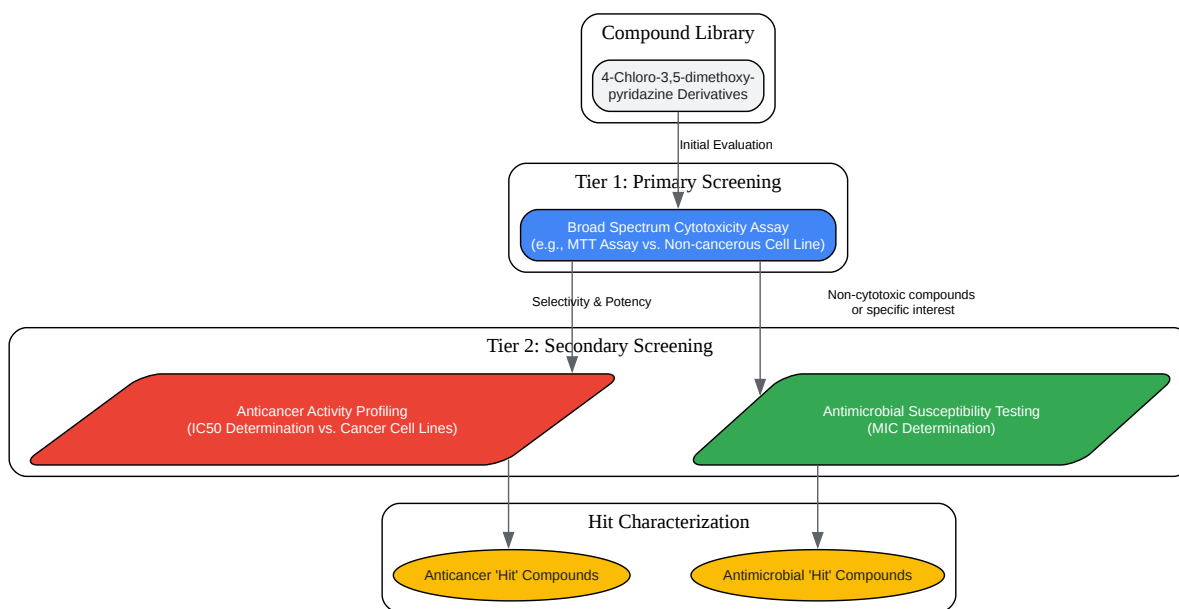 Compound Library
4-Chloro-3,5-dimethoxy-
pyridazine Derivatives
Initial Evaluation
Tier 1: Primary Screening
Broad Spectrum Cytotoxicity Assay
(e.g., MTT Assay vs. Non-cancerous Cell Line)
Selectivity & Potency
Non-cytotoxic compounds
or specific interest
Tier 2: Secondary Screening
Anticancer Activity Profiling
(IC50 Determination vs. Cancer Cell Lines)
Antimicrobial Susceptibility Testing
(MIC Determination)
Hit Characterization
Anticancer 'Hit' Compounds
Antimicrobial 'Hit' Compounds